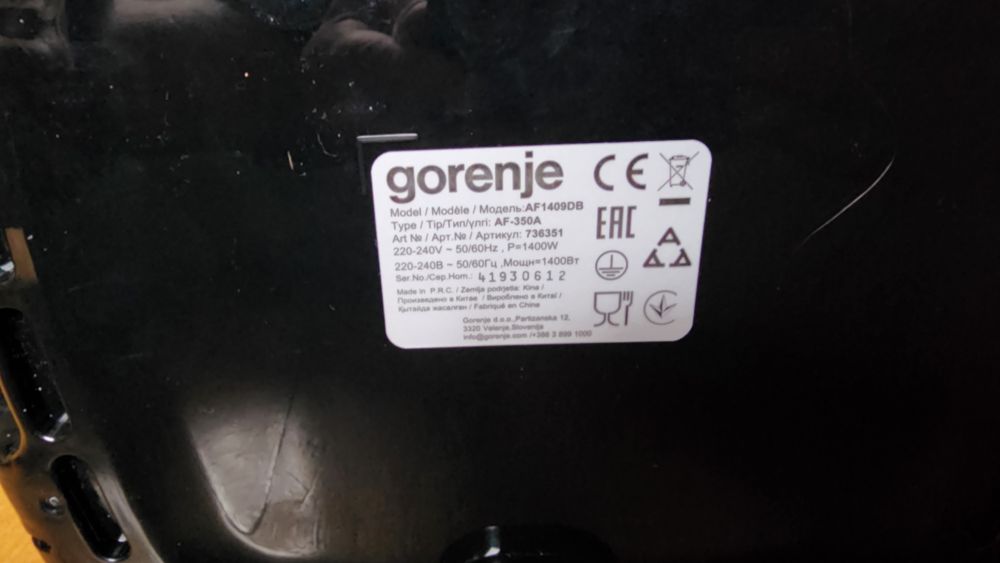 gorenje
CE
EAC
Model / Modèle / Модель:AF1409DB
Type / Tip/Тип/үлгі: AF-350A
Art № / Арт.№ / Артикул: 736351
220-240V ~ 50/60Hz , P=1400W
220-240В ~ 50/60Гц ,Мощн=1400Вт
Ser.No./Сер.Ном.: 41930612
Made in P.R.C. / Zemlja podrjetla: Kina /
Произведено в Китае / Вироблено в Китаї /
Қытайда жасалған / Fabriqué en China
Gorenje d.o.o.,Partizanska 12,
3320 Velenje,Slovenija
info@gorenje.com /+386 3 899 1000